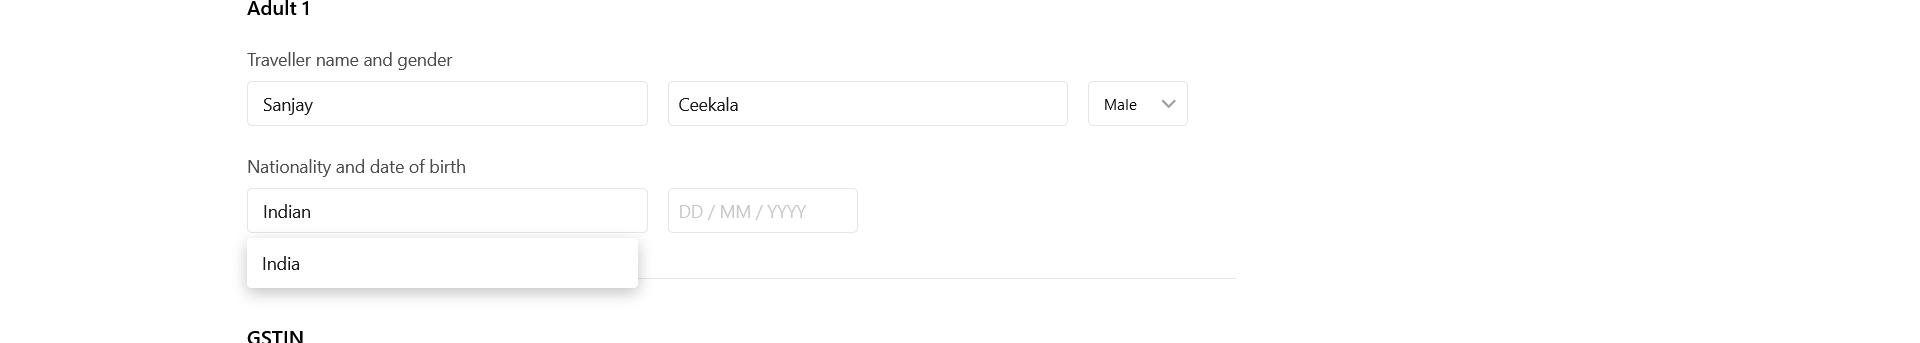 Adult 1
Traveller name and gender
Sanjay Ceekala Male
Nationality and date of birth
Indian DD / MM / YYYY
India
GSTIN